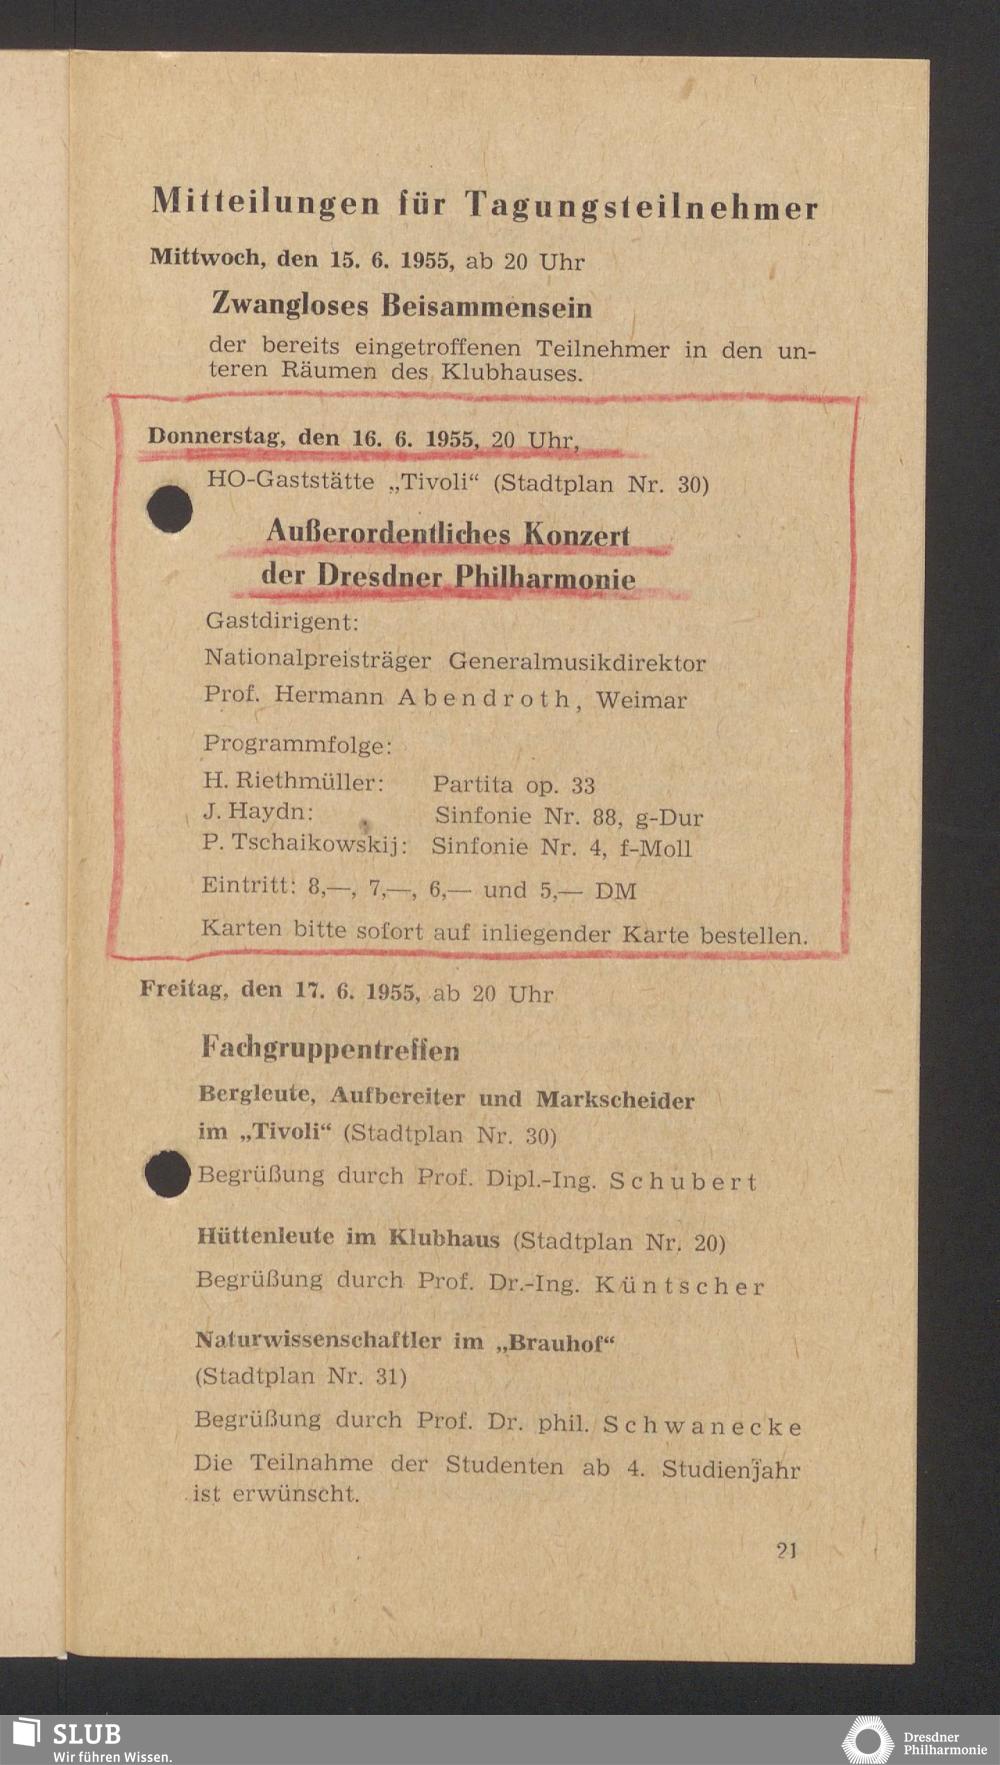 Mitteilungen für Tagungsteilnehmer
Mittwoch, den 15. 6. 1955, ab 20 Uhr
Zwangloses Beisammensein
der bereits eingetroffenen Teilnehmer in den un-
teren Räumen des Klubhauses.
Donnerstag, den 16. 6. 1955, 20 Uhr,
HO-Gaststätte „Tivoli“ (Stadtplan Nr. 30)
Außerordentliches Konzert
der Dresdner Philharmonie
Gastdirigent:
Nationalpreisträger Generalmusikdirektor
Prof. Hermann Abendroth, Weimar
Programmfolge:
H. Riethmüller: Partita op. 33
J. Haydn: Sinfonie Nr. 88, g-Dur
P. Tschaikowskij: Sinfonie Nr. 4, f-Moll
Eintritt: 8,—, 7,—, 6,— und 5,— DM
Karten bitte sofort auf inliegender Karte bestellen.
Freitag, den 17. 6. 1955, ab 20 Uhr
Fachgruppentreffen
Bergleute, Aufbereiter und Markscheider
im „Tivoli“ (Stadtplan Nr. 30)
Begrüßung durch Prof. Dipl.-Ing. Schubert
Hüttenleute im Klubhaus (Stadtplan Nr. 20)
Begrüßung durch Prof. Dr.-Ing. Küntscher
Naturwissenschaftler im „Brauhof“
(Stadtplan Nr. 31)
Begrüßung durch Prof. Dr. phil. Schwanecke
Die Teilnahme der Studenten ab 4. Studienjahr
ist erwünscht.
21
SLUB
Wir führen Wissen.
Dresdner
Philharmonie